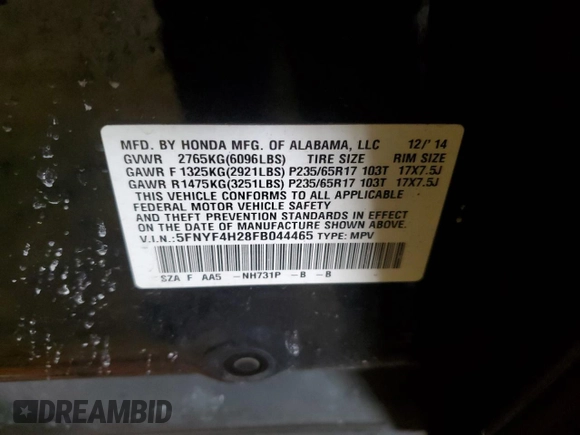 MFD. BY HONDA MFG. OF ALABAMA, LLC 12/'14
GVWR 2765KG(6096LBS) TIRE SIZE RIM SIZE
GAWR F 1325KG(2921LBS) P235/65R17 103T 17X7.5J
GAWR R1475KG(3251LBS) P235/65R17 103T 17X7.5J
THIS VEHICLE CONFORMS TO ALL APPLICABLE
FEDERAL MOTOR VEHICLE SAFETY AND
THEFT PREVENTION STANDARDS IN EFFECT
ON THE DATE OF MANUFACTURE SHOWN ABOVE.
V.I.N.:5FNYF4H28FB044465 TYPE: MPV
SZA F AA5 -NH731P -B -B
DREAMBID